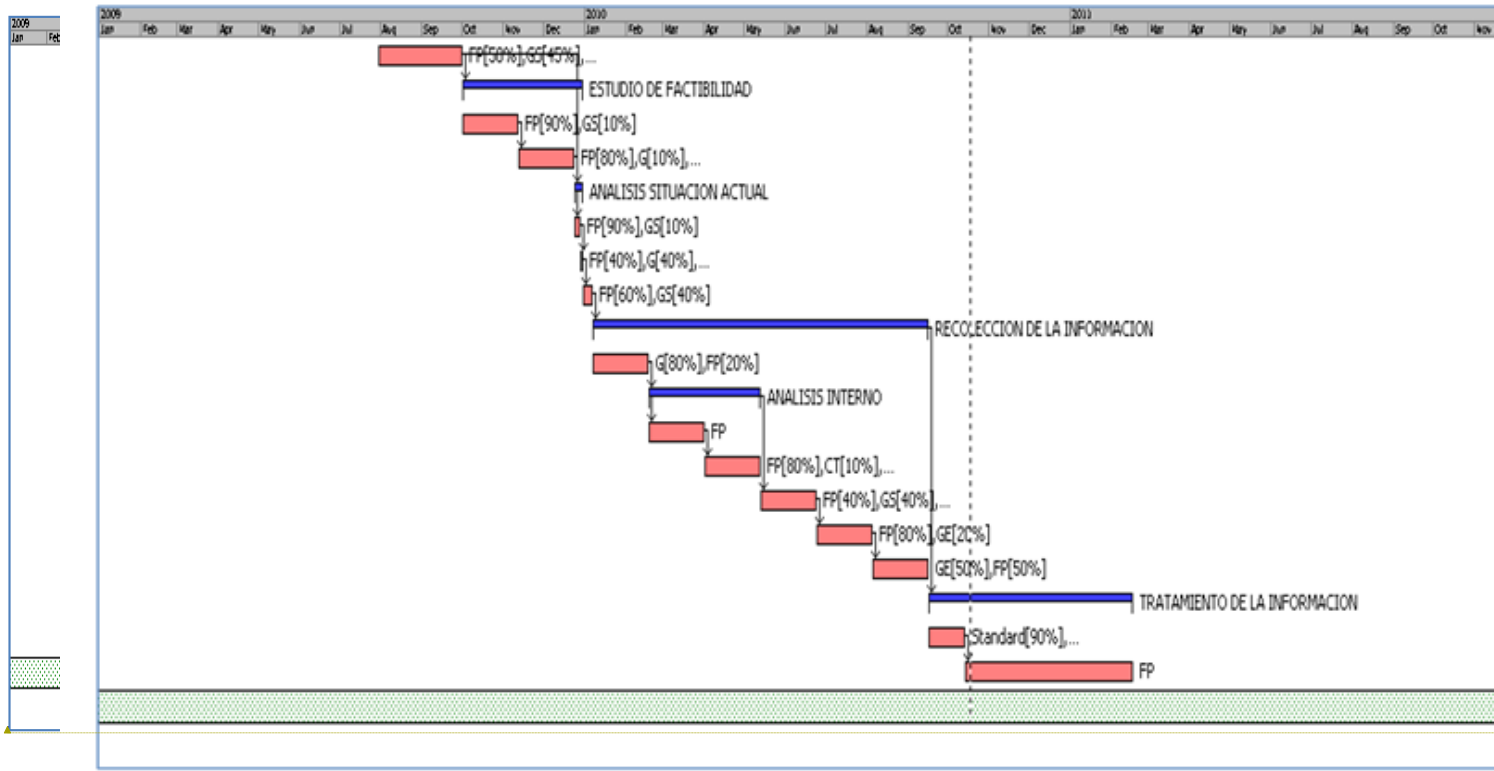 2009
Jan Feb
2009 2010 2011
Jan Feb Mar Apr May Jun Jul Aug Sep Oct Nov Dec Jan Feb Mar Apr May Jun Jul Aug Sep Oct Nov Dec Jan Feb Mar Apr May Jun Jul Aug Sep Oct Nov
FP[50%],GS[45%],...
ESTUDIO DE FACTIBILIDAD
FP[90%],GS[10%]
FP[80%],G[10%],...
ANALISIS SITUACION ACTUAL
FP[90%],GS[10%]
FP[40%],G[40%],...
FP[60%],GS[40%]
RECOLECCION DE LA INFORMACION
G[80%],FP[20%]
ANALISIS INTERNO
FP
FP[80%],CT[10%],...
FP[40%],GS[40%],...
FP[80%],GE[20%]
GE[50%],FP[50%]
TRATAMIENTO DE LA INFORMACION
Standard[90%],...
FP